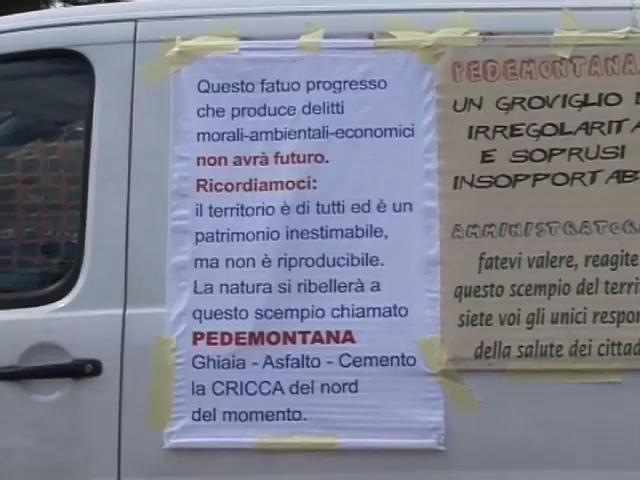 Questo fatuo progresso
che produce delitti
morali-ambientali-economici
non avrà futuro.
Ricordiamoci:
il territorio è di tutti ed è un
patrimonio inestimabile,
ma non è riproducibile.
La natura si ribellerà a
questo scempio chiamato
PEDEMONTANA
Ghiaia - Asfalto - Cemento
la CRICCA del nord
del momento.
PEDEMONTANA
UN GROVIGLIO
IRREGOLARITA
E SOPRUSI
INSOPPORTAB
AMMINISTRATOR
fatevi valere, reagite
questo scempio del terri
siete voi gli unici respon
della salute dei cittad